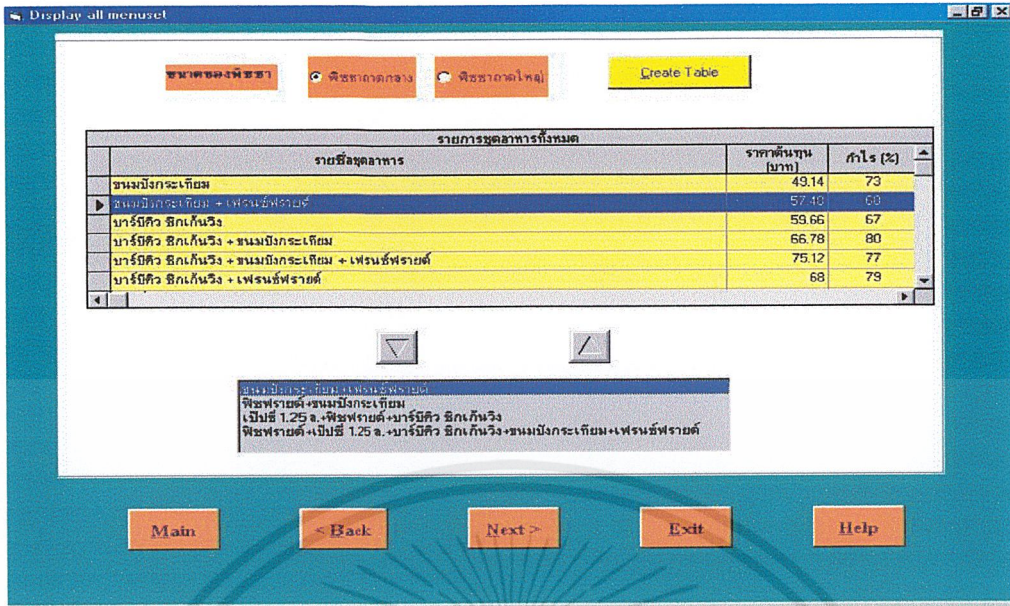 Display all menuset
ขนาดของพิซซา พิซซาถาดกลาง พิซซาถาดใหญ่ Create Table
รายการชุดอาหารทั้งหมด
รายชื่อชุดอาหาร ราคาต้นทุน (บาท) กำไร (%)
ขนมปังกระเทียม 49.14 73
ขนมปังกระเทียม + เฟรนช์ฟรายด์ 57.48
บาร์บีคิว ชิกเก้นวิง 59.66 67
บาร์บีคิว ชิกเก้นวิง + ขนมปังกระเทียม 66.78 80
บาร์บีคิว ชิกเก้นวิง + ขนมปังกระเทียม + เฟรนช์ฟรายด์ 75.12 77
บาร์บีคิว ชิกเก้นวิง + เฟรนช์ฟรายด์ 68 79
ขนมปังกระเทียม+เฟรนช์ฟรายด์
ฟิชฟรายด์+ขนมปังกระเทียม
เป๊ปซี่ 1.25 ล.+ฟิชฟรายด์+บาร์บีคิว ชิกเก้นวิง
ฟิชฟรายด์+เป๊ปซี่ 1.25 ล.+บาร์บีคิว ชิกเก้นวิง+ขนมปังกระเทียม+เฟรนช์ฟรายด์
Main < Back Next > Exit Help